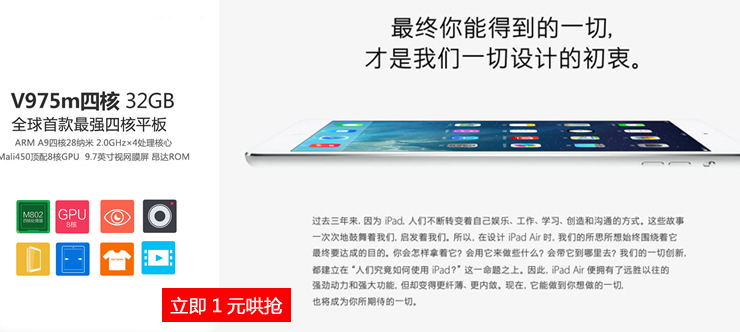 最终你能得到的一切,
才是我们一切设计的初衷。
V975m四核 32GB
全球首款最强四核平板
ARM A9四核28纳米 2.0GHz×4处理核心
Mali450顶配8核GPU 9.7英寸视网膜屏 昂达ROM
M802
GPU
8核
过去三年来, 因为 iPad, 人们不断转变着自己娱乐、工作、学习、创造和沟通的方式。这些故事
一次次地鼓舞着我们, 启发着我们。所以, 在设计 iPad Air 时, 我们的所思所想始终围绕着它
最终要达成的目的。你会怎样拿着它? 会用它来做些什么? 会带它到哪里去? 我们的一切创新,
都建立在 “人们究竟如何使用 iPad?” 这一命题之上。因此, iPad Air 便拥有了远胜以往的
强劲动力和强大功能, 但却变得更纤薄、更内敛。现在, 它能做到你想做的一切,
也将成为你所期待的一切。
立即 1 元哄抢